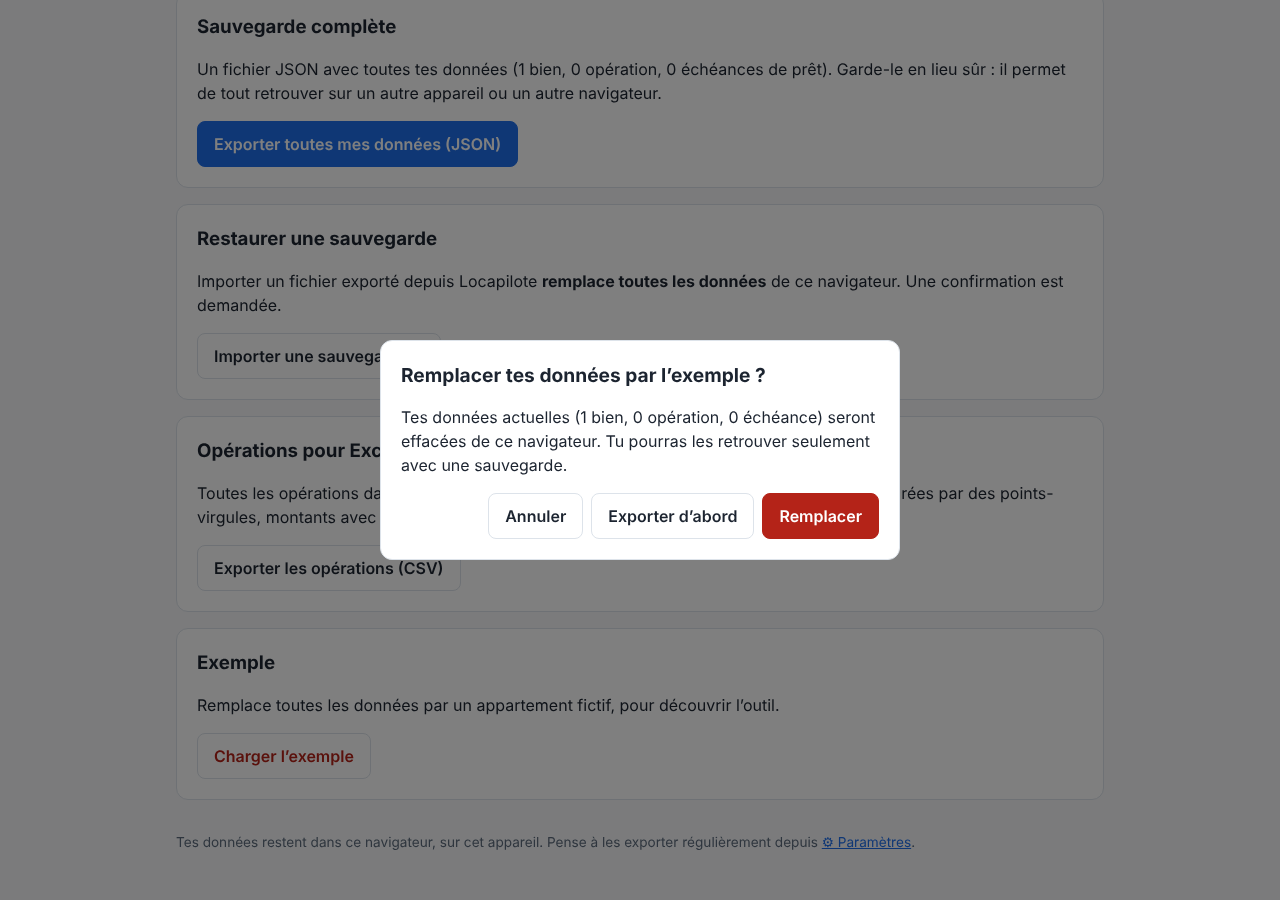 Sauvegarde complète
Un fichier JSON avec toutes tes données (1 bien, 0 opération, 0 échéances de prêt). Garde-le en lieu sûr : il permet
de tout retrouver sur un autre appareil ou un autre navigateur.
Exporter toutes mes données (JSON)
Restaurer une sauvegarde
Importer un fichier exporté depuis Locapilote remplace toutes les données de ce navigateur. Une confirmation est
demandée.
Importer une
Remplacer tes données par l’exemple ?
Tes données actuelles (1 bien, 0 opération, 0 échéance) seront
effacées de ce navigateur. Tu pourras les retrouver seulement
avec une sauvegarde.
Annuler
Exporter d’abord
Remplacer
Opérations pour
Toutes les opérations
par des points-
virgules, montants avec
Exporter les opérations (CSV)
Exemple
Remplace toutes les données par un appartement fictif, pour découvrir l’outil.
Charger l’exemple
Tes données restent dans ce navigateur, sur cet appareil. Pense à les exporter régulièrement depuis ⚙ Paramètres.